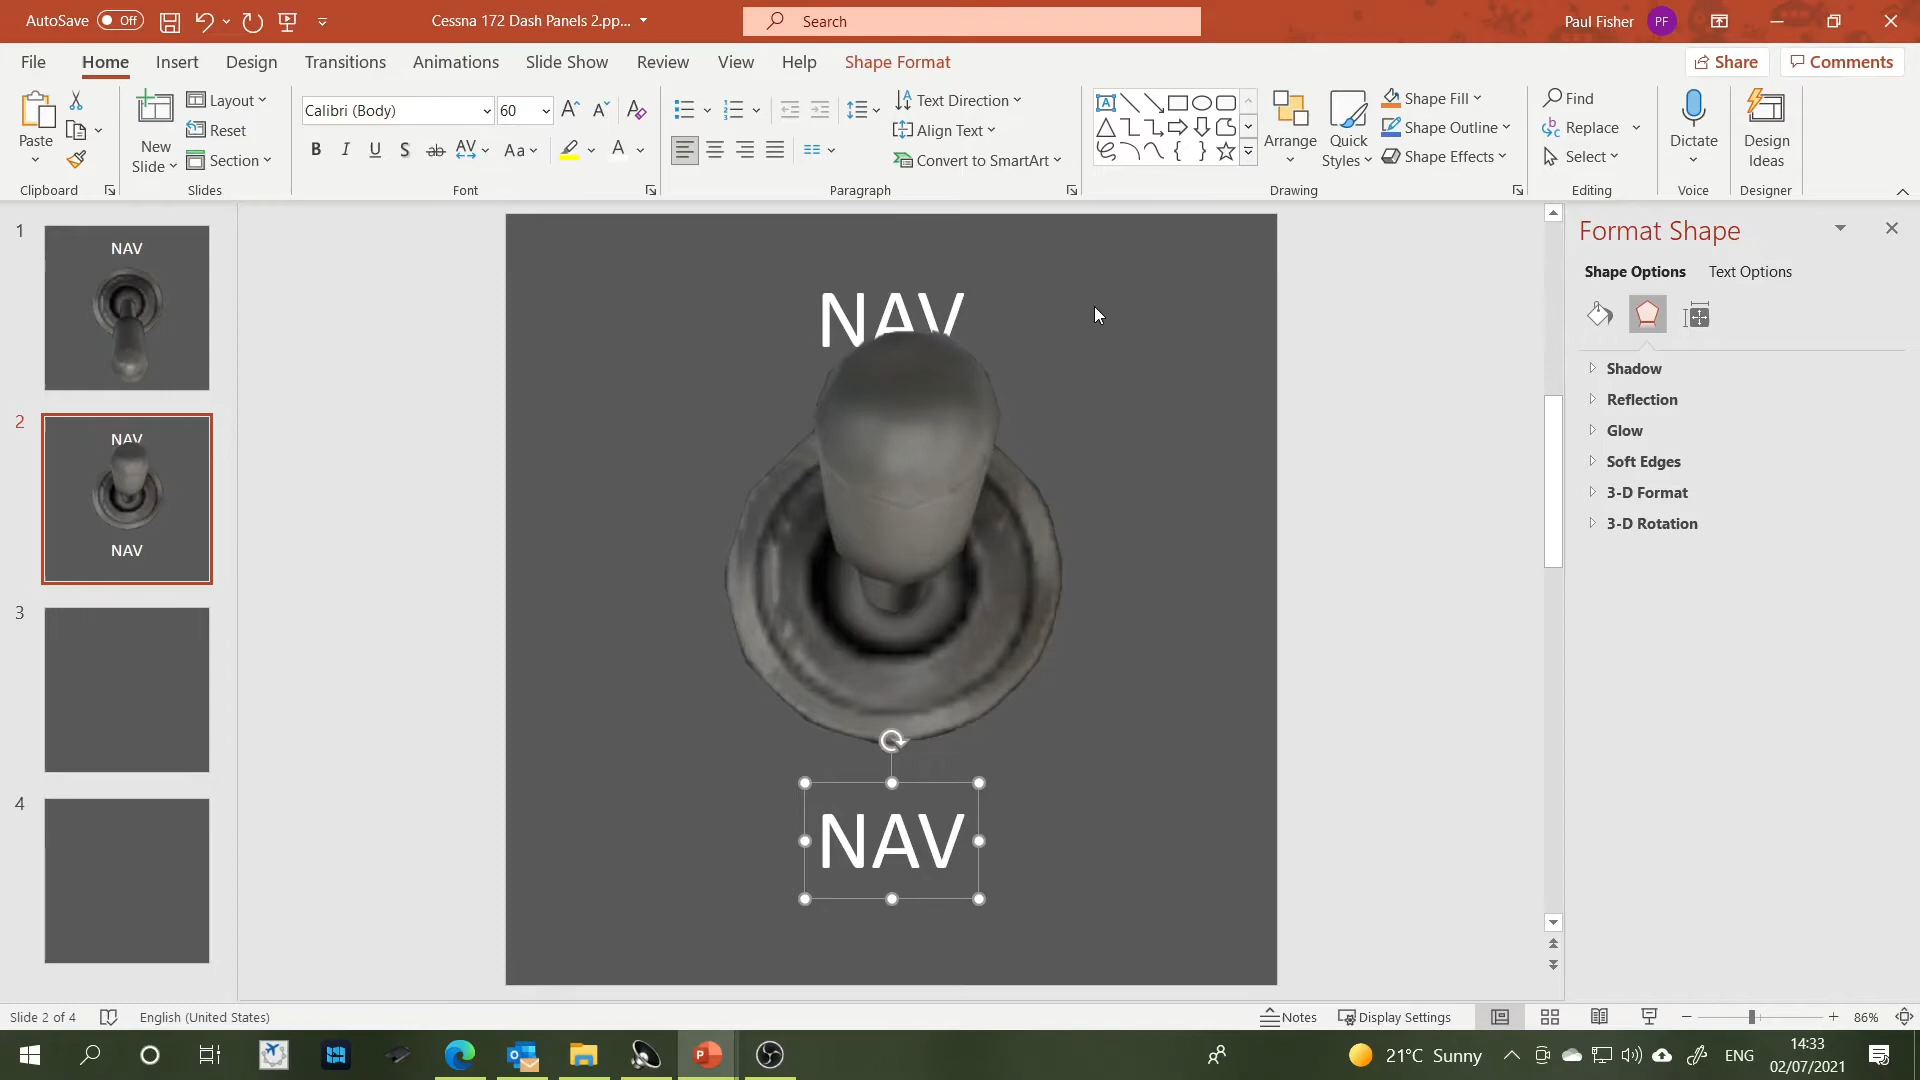 AutoSave Off Cessna 172 Dash Panels 2.pp... Search Paul Fisher PF
File Home Insert Design Transitions Animations Slide Show Review View Help Shape Format Share Comments
Paste
Clipboard
New Slide
Layout
Reset
Section
Slides
Calibri (Body) 60
B I U S ab AV Aa A
Font
Text Direction
Align Text
Convert to SmartArt
Paragraph
Arrange
Quick Styles
Shape Fill
Shape Outline
Shape Effects
Drawing
Find
Replace
Select
Editing
Dictate
Voice
Design Ideas
Designer
1
NAV
2
NAV
NAV
3
4
NAV
NAV
Format Shape
Shape Options Text Options
Shadow
Reflection
Glow
Soft Edges
3-D Format
3-D Rotation
Slide 2 of 4 English (United States) Notes Display Settings 86%
21°C Sunny ENG 14:33
02/07/2021